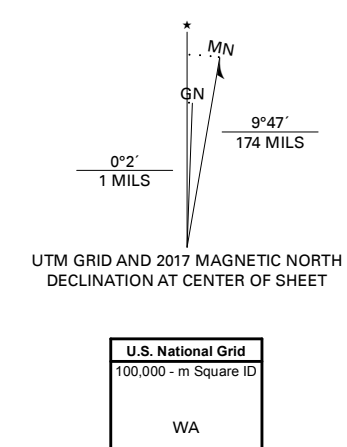 ★
MN
GN
9°47´
174 MILS
0°2´
1 MILS
UTM GRID AND 2017 MAGNETIC NORTH
DECLINATION AT CENTER OF SHEET
U.S. National Grid
100,000 - m Square ID
WA